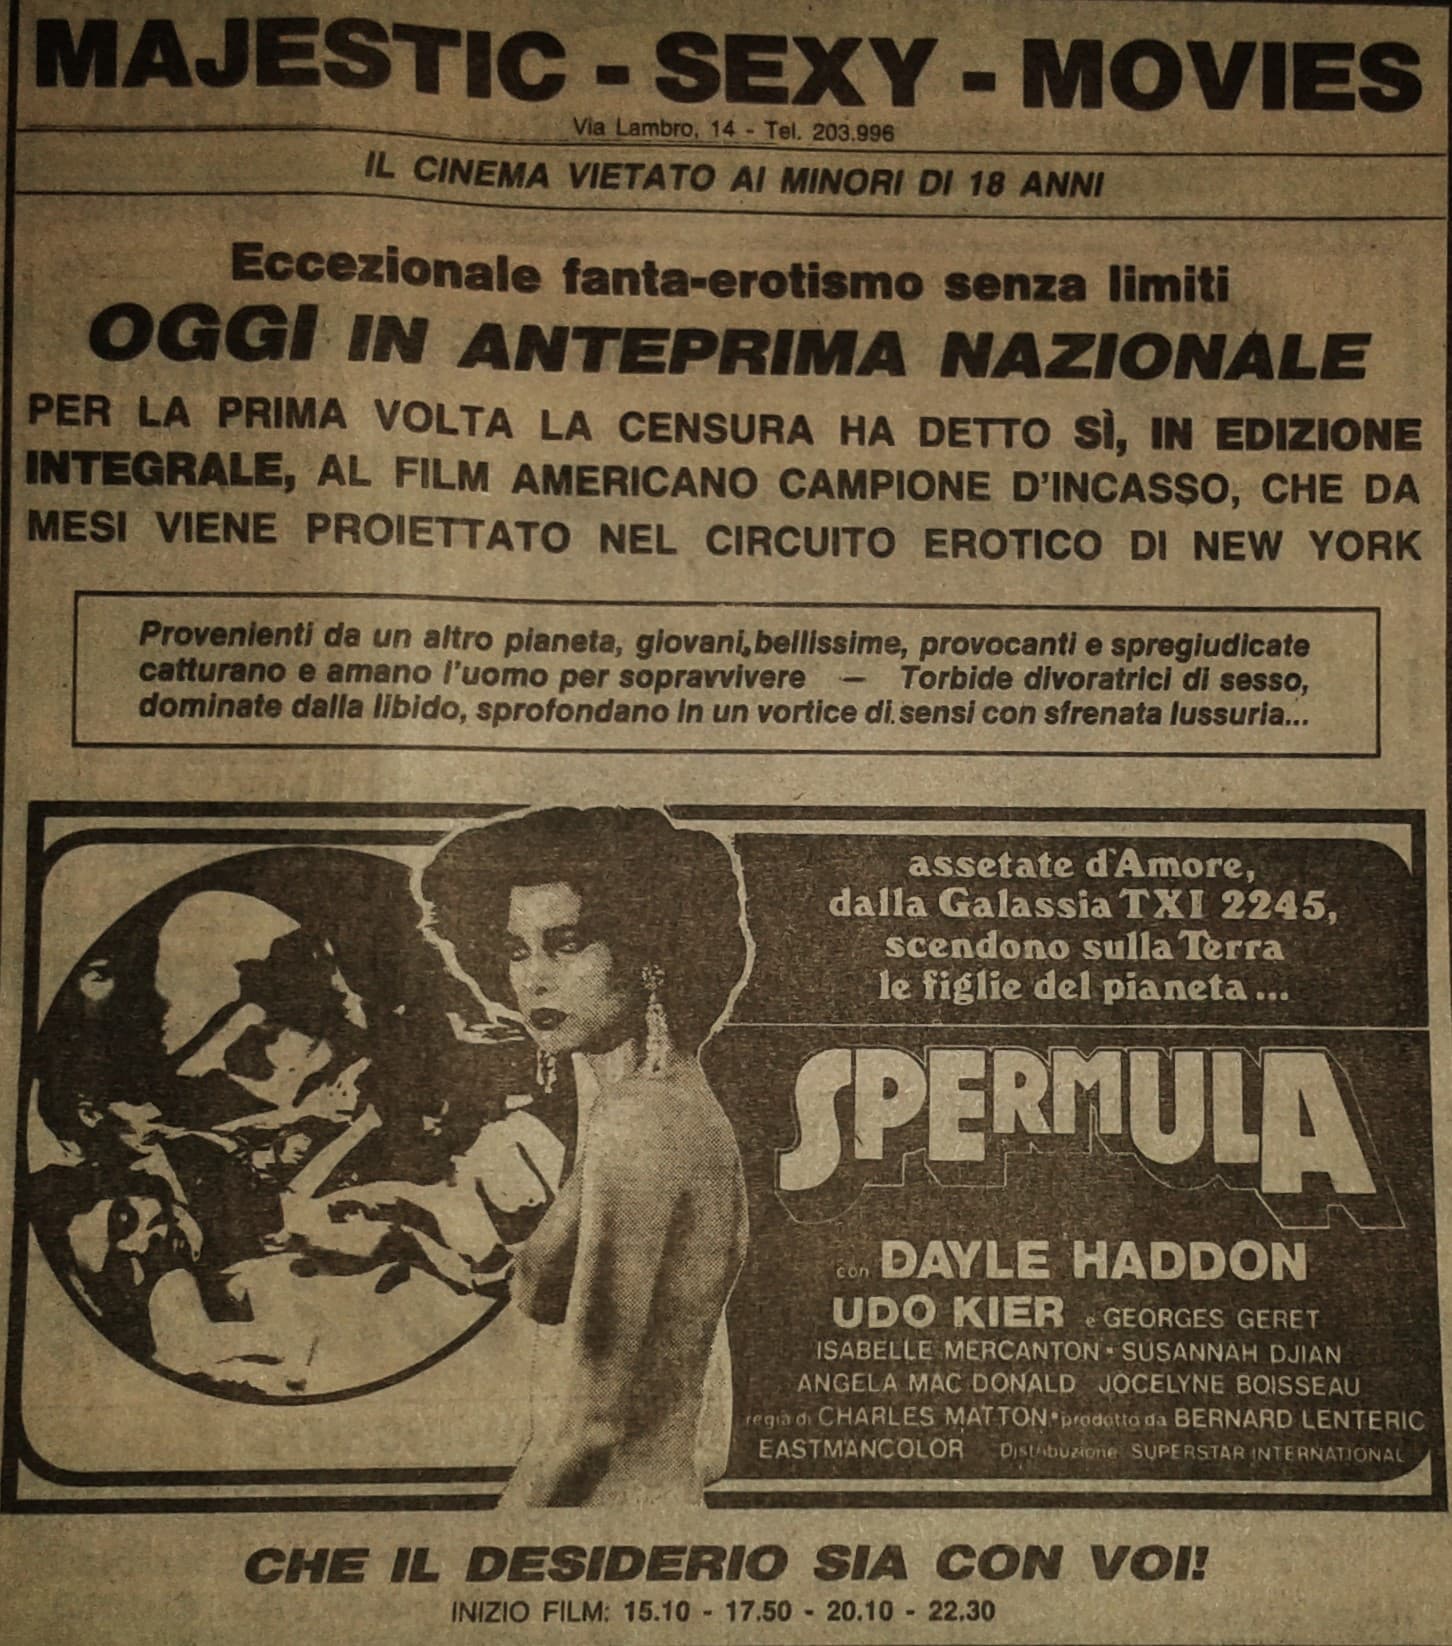 MAJESTIC - SEXY - MOVIES
Via Lambro, 14 - Tel. 203.996
IL CINEMA VIETATO AI MINORI DI 18 ANNI
Eccezionale fanta-erotismo senza limiti
OGGI IN ANTEPRIMA NAZIONALE
PER LA PRIMA VOLTA LA CENSURA HA DETTO SÌ, IN EDIZIONE
INTEGRALE, AL FILM AMERICANO CAMPIONE D'INCASSO, CHE DA
MESI VIENE PROIETTATO NEL CIRCUITO EROTICO DI NEW YORK
Provenienti da un altro pianeta, giovani, bellissime, provocanti e spregiudicate
catturano e amano l'uomo per sopravvivere — Torbide divoratrici di sesso,
dominate dalla libido, sprofondano in un vortice di sensi con sfrenata lussuria...
assetate d'Amore,
dalla Galassia TXI 2245,
scendono sulla Terra
le figlie del pianeta...
SPERMULA
con DAYLE HADDON
UDO KIER e GEORGES GERET
ISABELLE MERCANTON • SUSANNAH DJIAN
ANGELA MAC DONALD JOCELYNE BOISSEAU
regia di CHARLES MATTON • prodotto da BERNARD LENTERIC
EASTMANCOLOR Distribuzione SUPERSTAR INTERNATIONAL
CHE IL DESIDERIO SIA CON VOI!
INIZIO FILM: 15.10 - 17.50 - 20.10 - 22.30